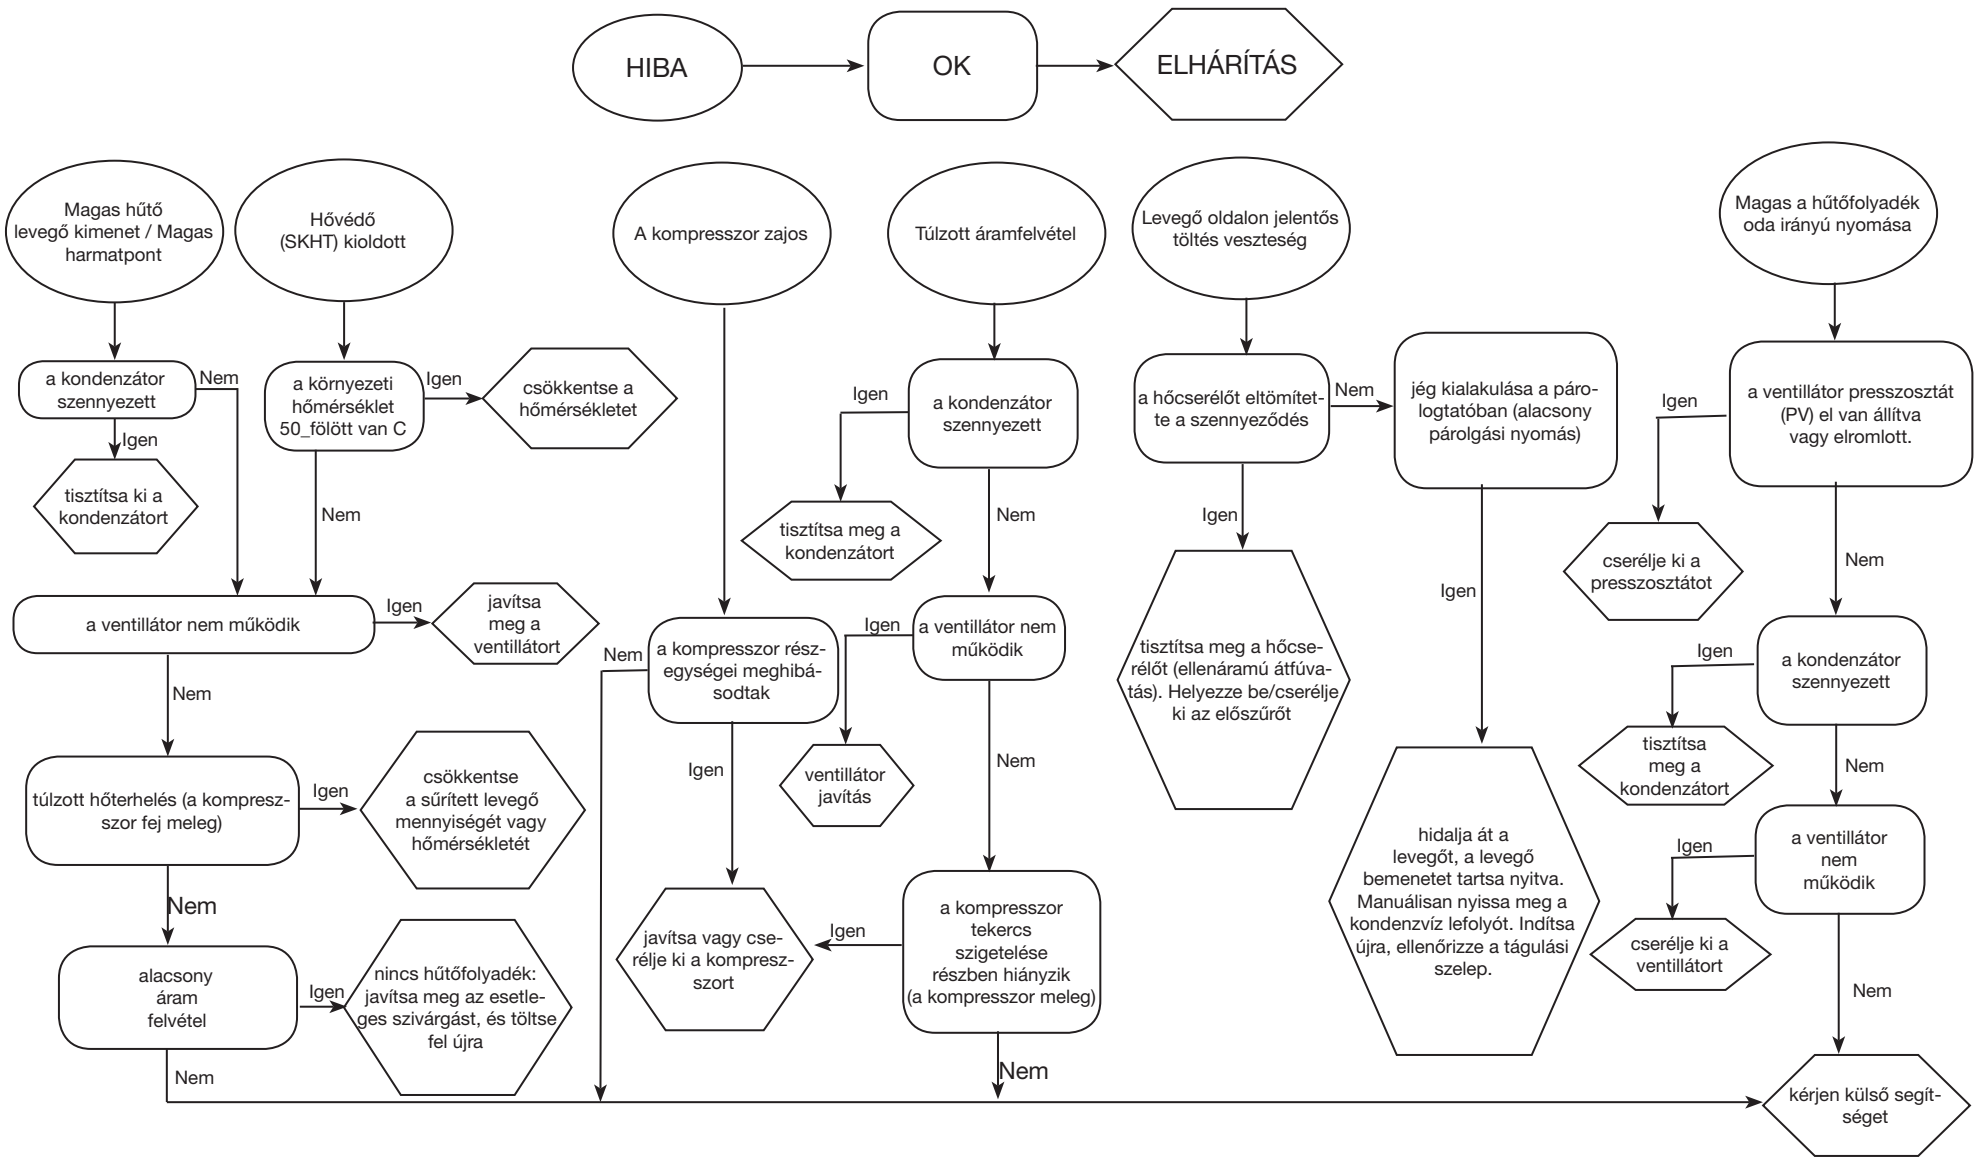 HIBA
OK
ELHÁRÍTÁS
Magas hűtő
levegő kimenet / Magas
harmatpont
Hővédő
(SKHT) kioldott
A kompresszor zajos
Túlzott áramfelvétel
Levegő oldalon jelentős
töltés veszteség
Magas a hűtőfolyadék
oda irányú nyomása
a kondenzátor
szennyezett
Nem
Igen
tisztítsa ki a
kondenzátort
a környezeti
hőmérséklet
50_fölött van C
Igen
csökkentse a
hőmérsékletet
Nem
a ventillátor nem működik
Igen
javítsa
meg a
ventillátort
Nem
túlzott hőterhelés (a kompresz-
szor fej meleg)
Igen
csökkentse
a sűrített levegő
mennyiségét vagy
hőmérsékletét
Nem
alacsony
áram
felvétel
Igen
nincs hűtőfolyadék:
javítsa meg az esetle-
ges szivárgást, és töltse
fel újra
Nem
a kompresszor rész-
egységei meghibá-
sodtak
Nem
Igen
javítsa vagy cse-
rélje ki a kompresz-
szort
a kondenzátor
szennyezett
Igen
tisztítsa meg a
kondenzátort
Nem
a ventillátor nem
működik
Igen
ventillátor
javítás
Nem
a kompresszor
tekercs
szigetelése
részben hiányzik
(a kompresszor meleg)
Igen
Nem
a hőcserélőt eltömítet-
te a szennyeződés
Nem
Igen
tisztítsa meg a hőcse-
rélőt (ellenáramú átfúva-
tás). Helyezze be/cserélje
ki az előszűrőt
jég kialakulása a páro-
logtatóban (alacsony
párolgási nyomás)
Igen
hidalja át a
levegőt, a levegő
bemenetet tartsa nyitva.
Manuálisan nyissa meg a
kondenzvíz lefolyót. Indítsa
újra, ellenőrizze a tágulási
szelep.
a ventillátor presszosztát
(PV) el van állítva
vagy elromlott.
Igen
cserélje ki a
presszosztátot
Nem
a kondenzátor
szennyezett
Igen
tisztítsa
meg a
kondenzátort
Nem
a ventillátor
nem
működik
Igen
cserélje ki a
ventillátort
Nem
kérjen külső segít-
séget